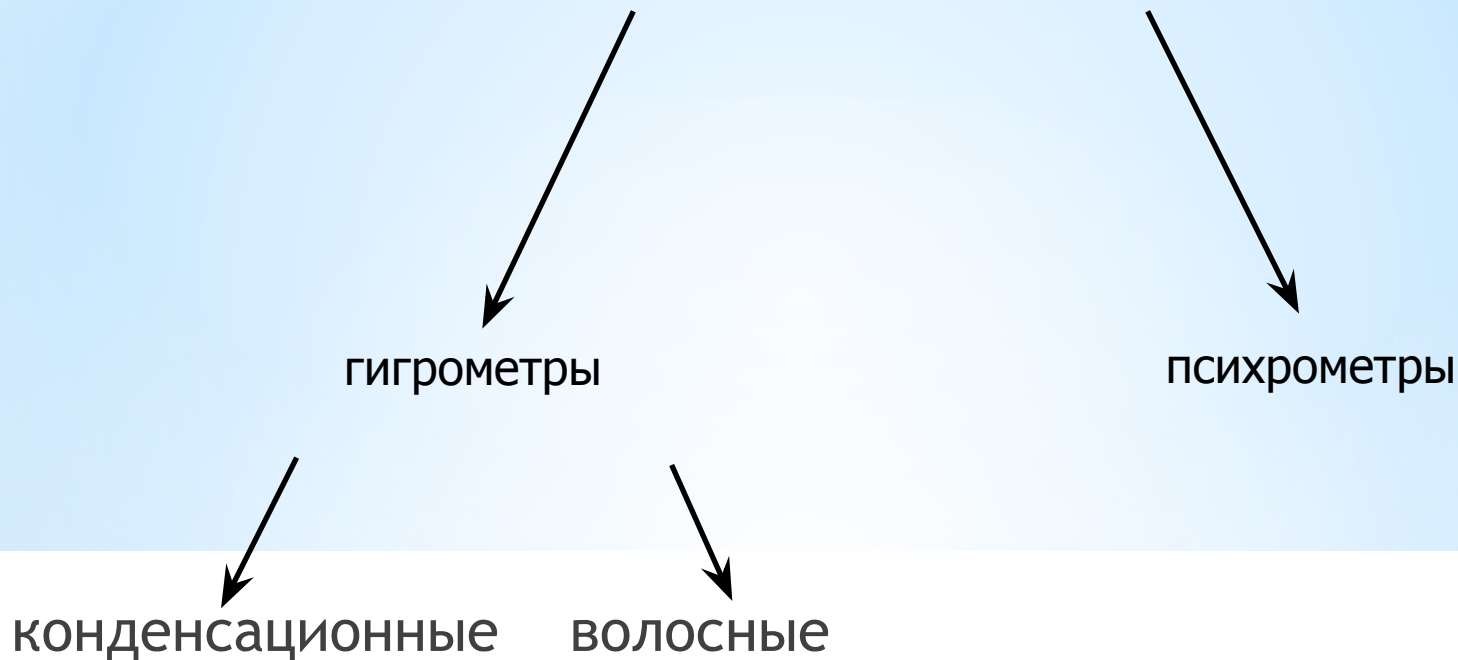 гигрометры
психрометры
конденсационные
волосные